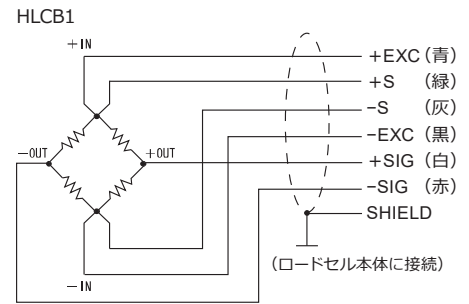 HLCB1
+IN
+EXC（青）
+S （緑）
−S （灰）
−EXC（黒）
−OUT
+OUT
+SIG（白）
−SIG （赤）
SHIELD
（ロードセル本体に接続）
−IN